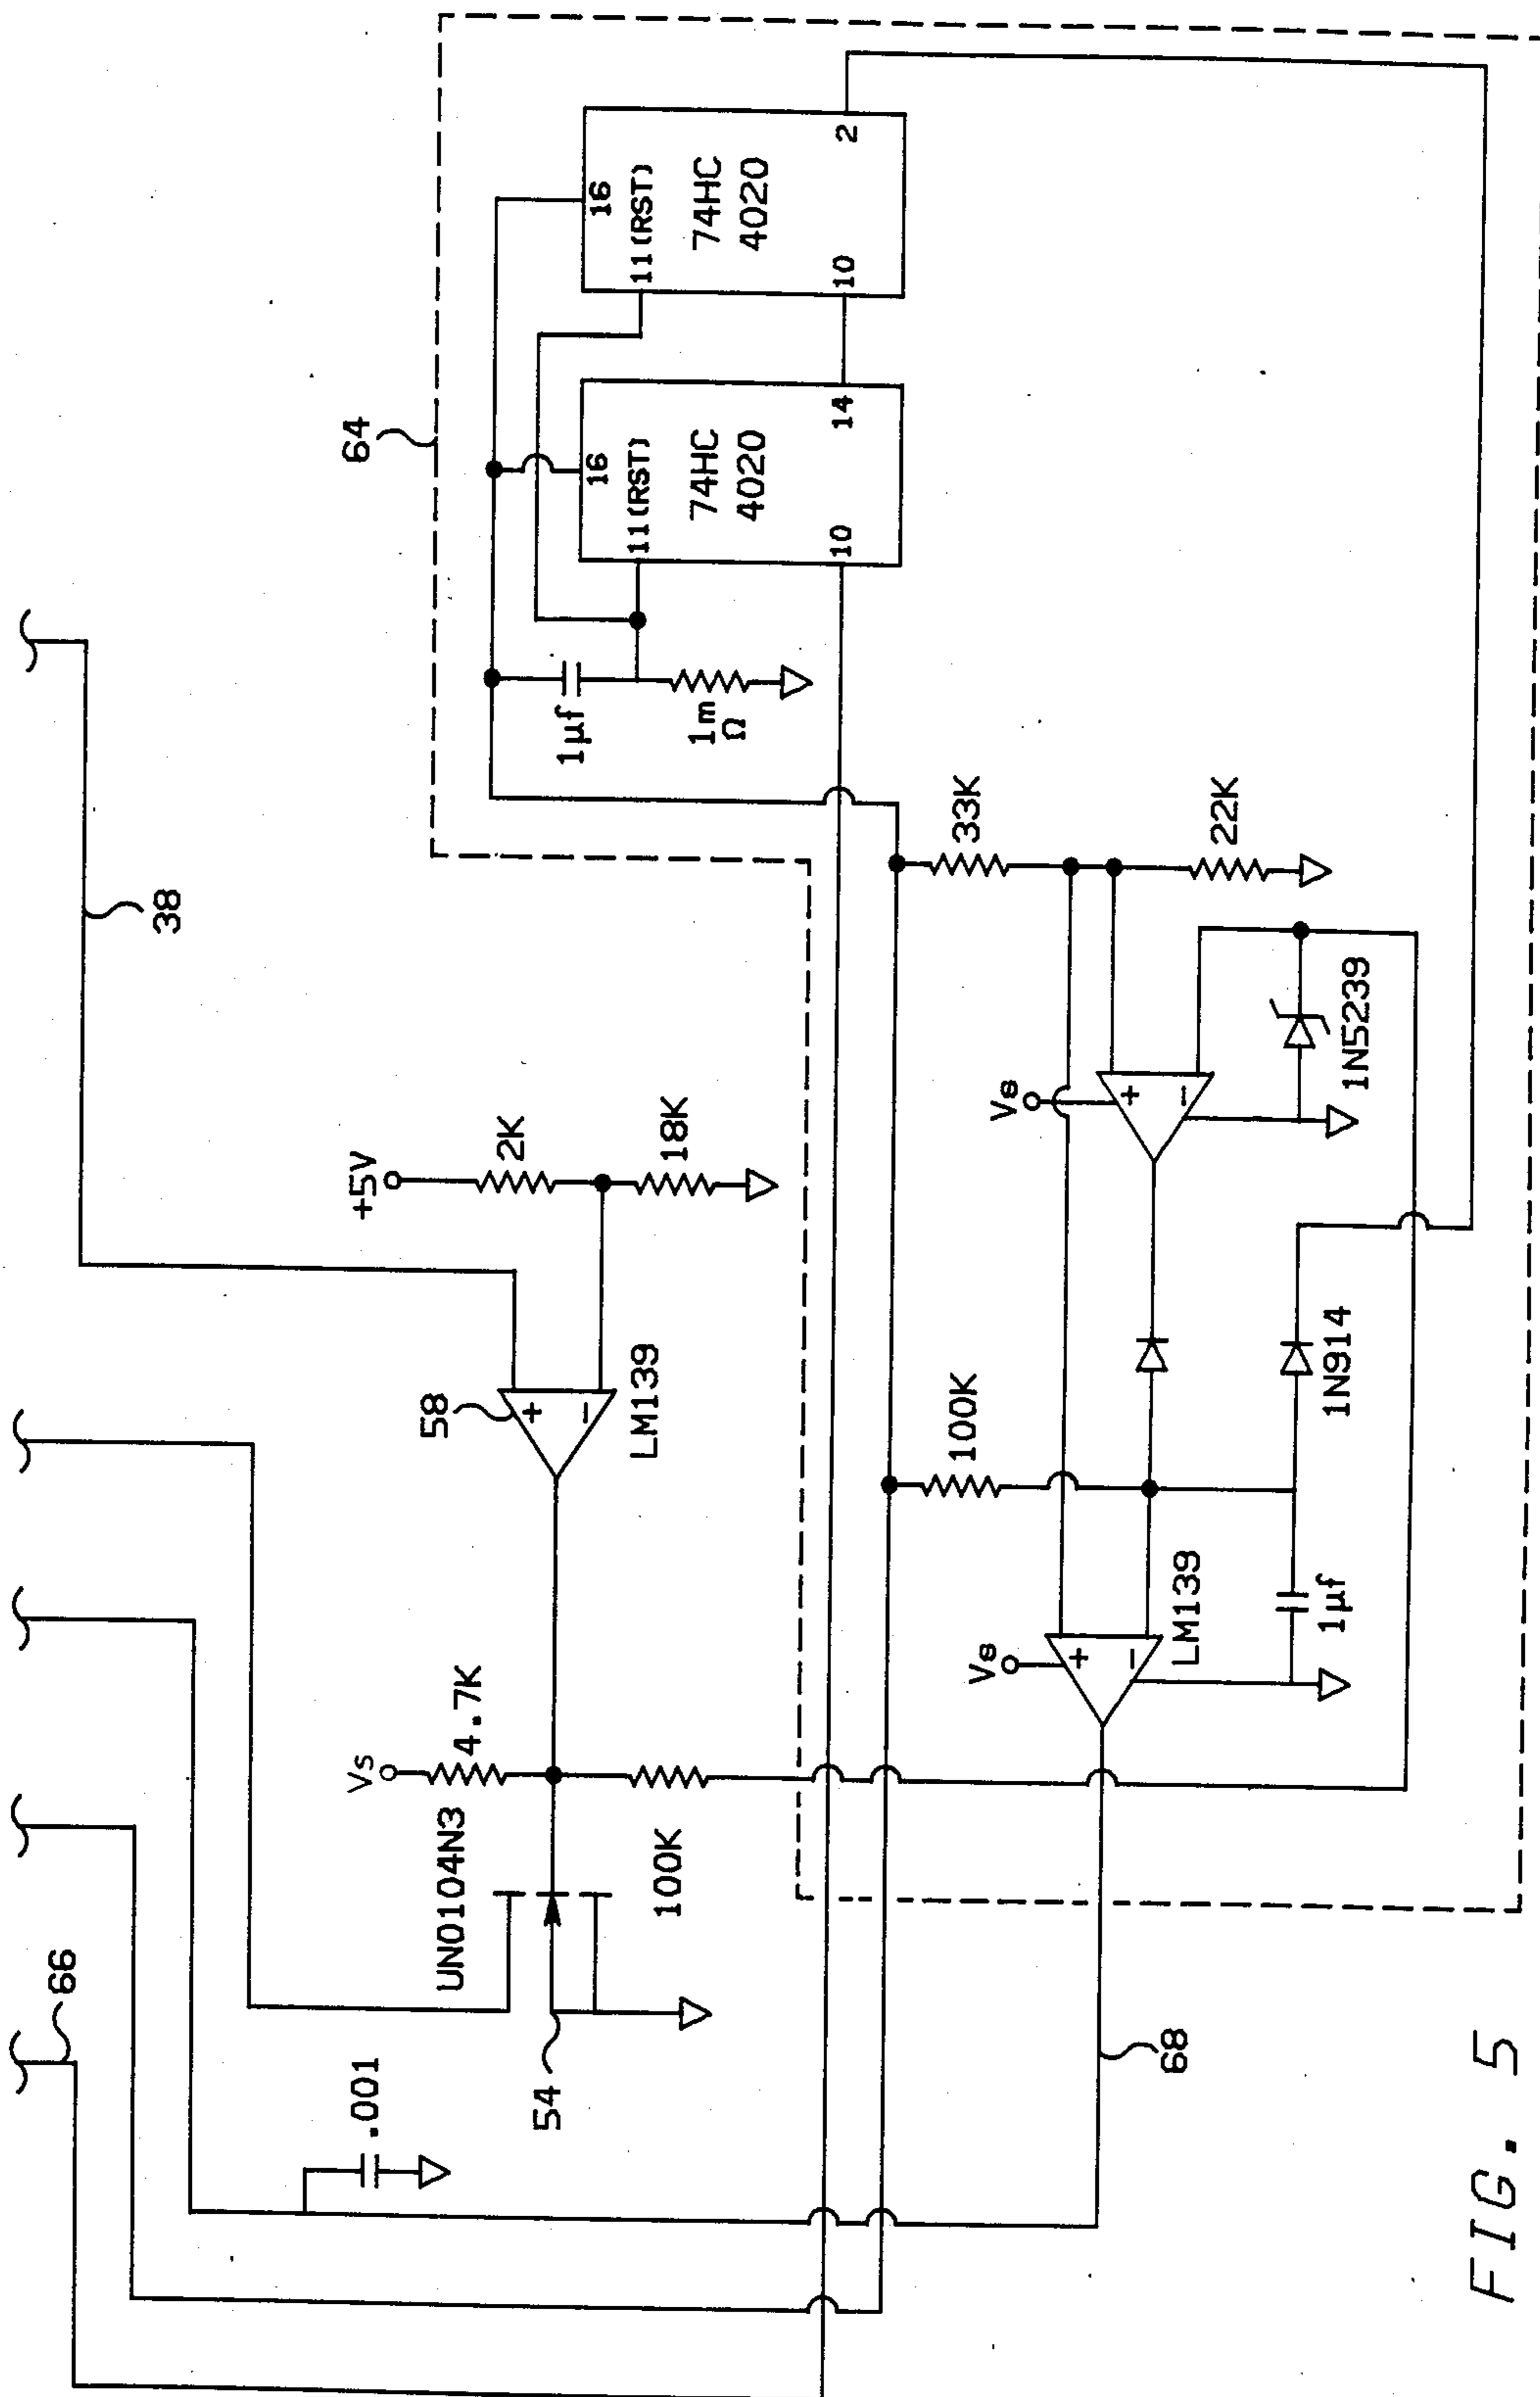 66
38
64
.001
54
UN0104N3
100K
Vs
4.7K
58
LM139
+5V
2K
18K
+
−
1µf
1m
Ω
16
11(RST)
74HC
4020
10
14
16
11(RST)
74HC
4020
10
2
68
Vs
+
−
LM139
1µf
100K
1N914
Vs
+
−
1N5239
33K
22K
FIG. 5